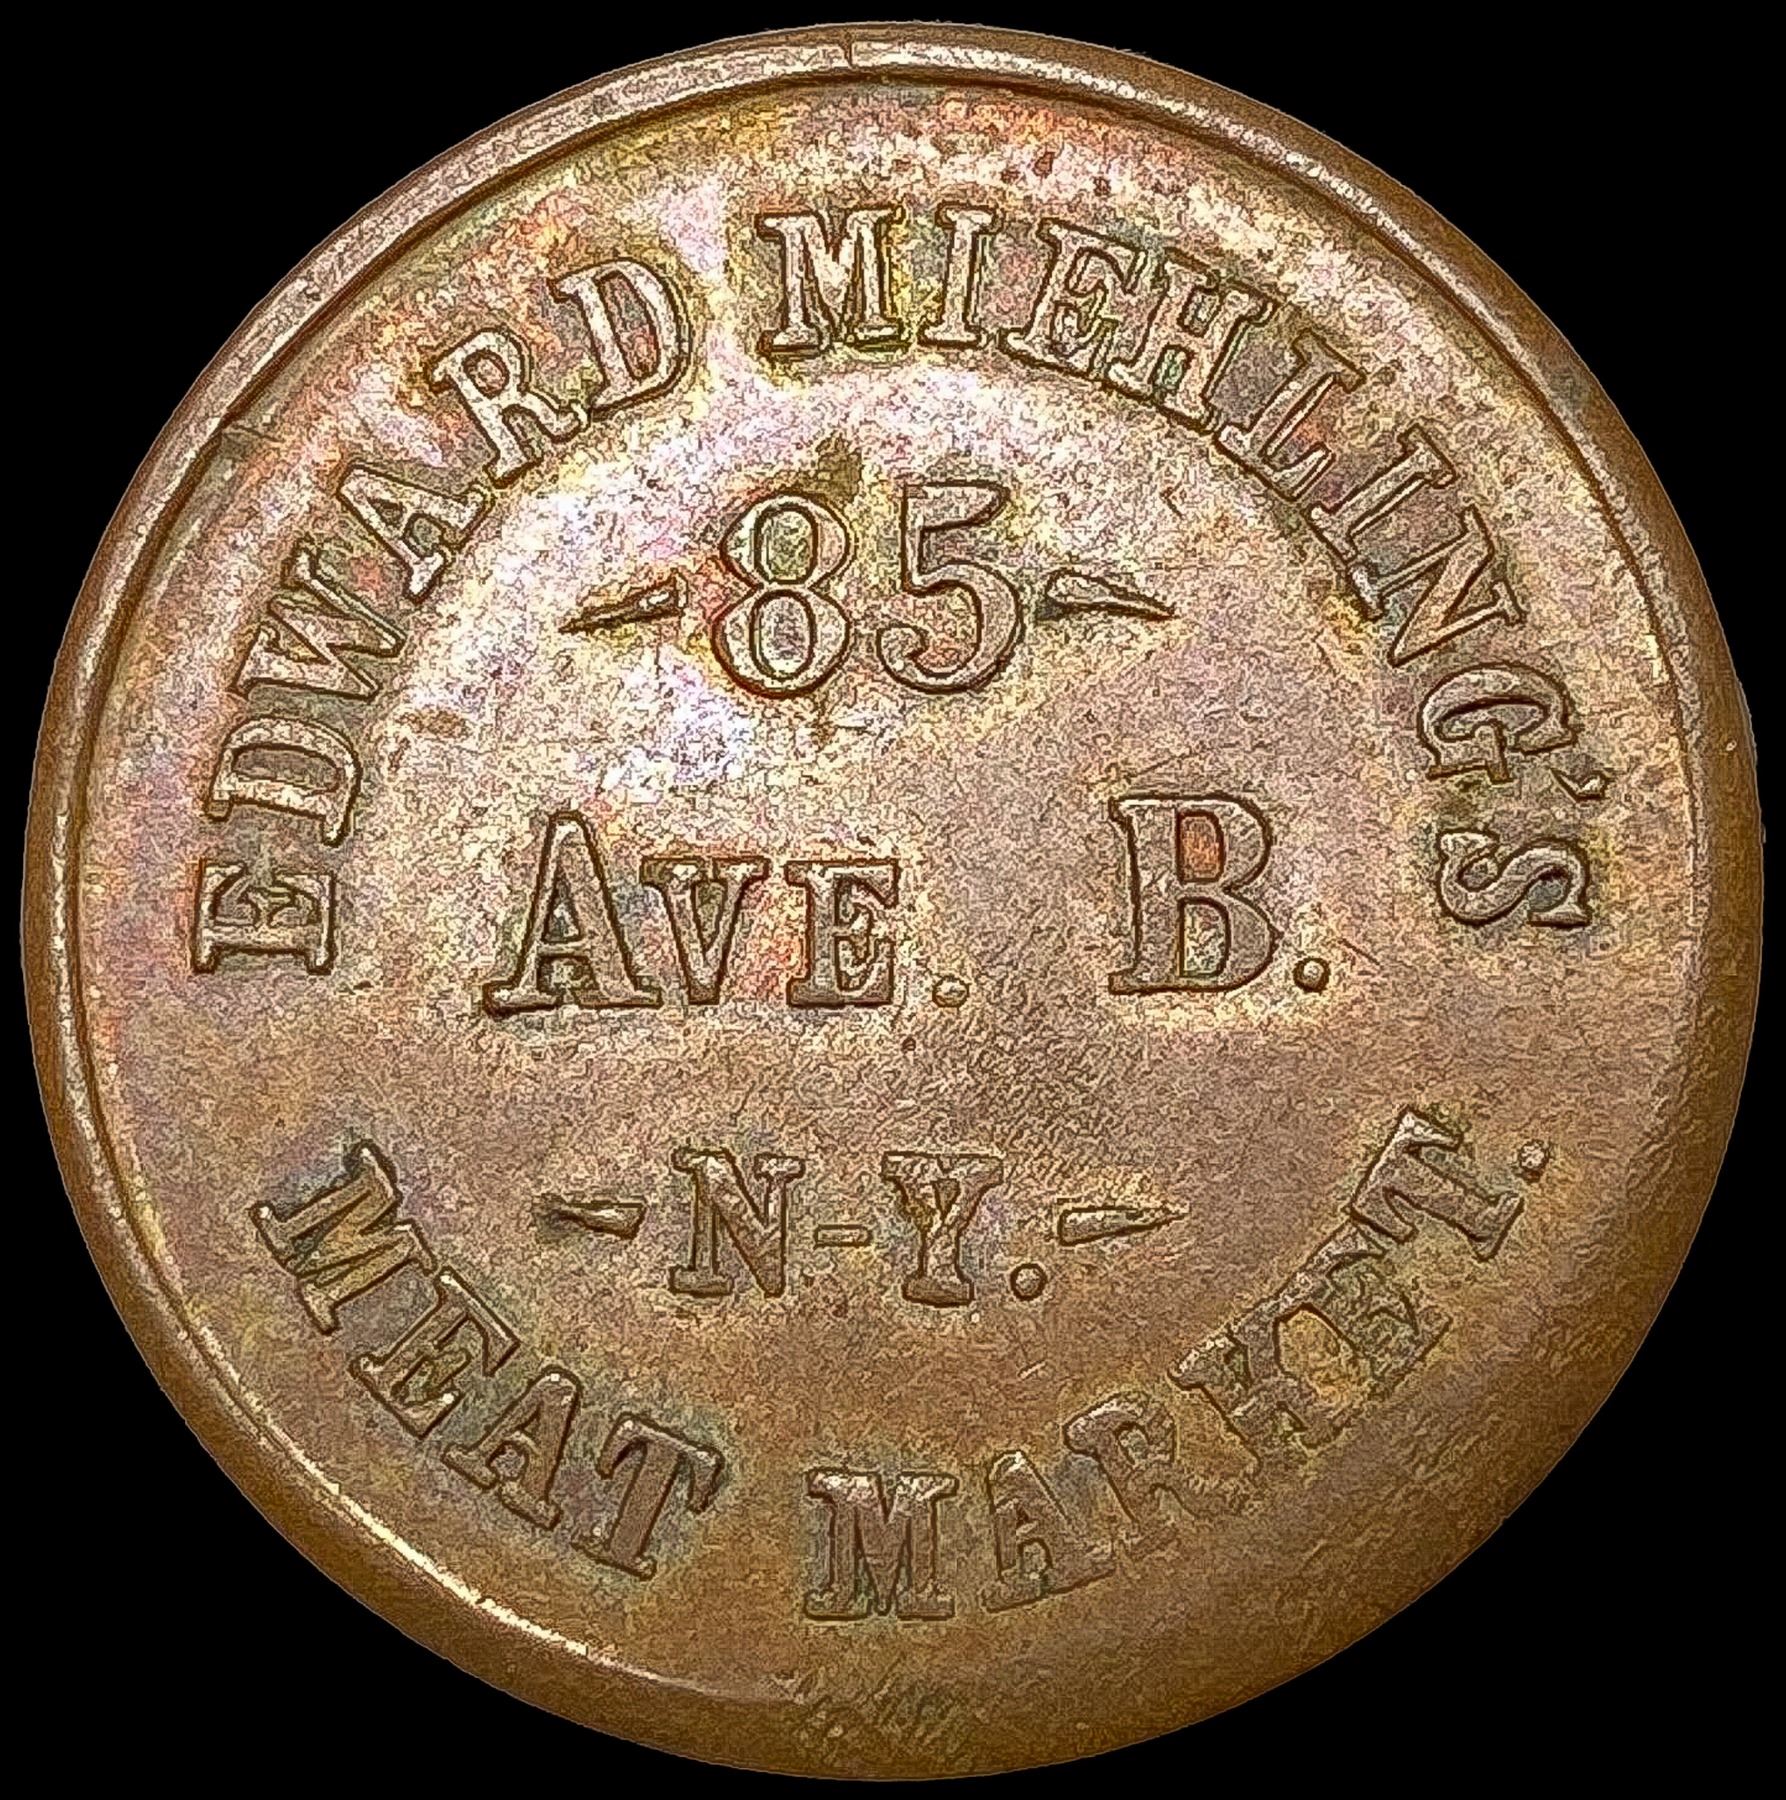 EDWARD MIEHLING'S
85
AVE. B.
N-Y.
MEAT MARKET.